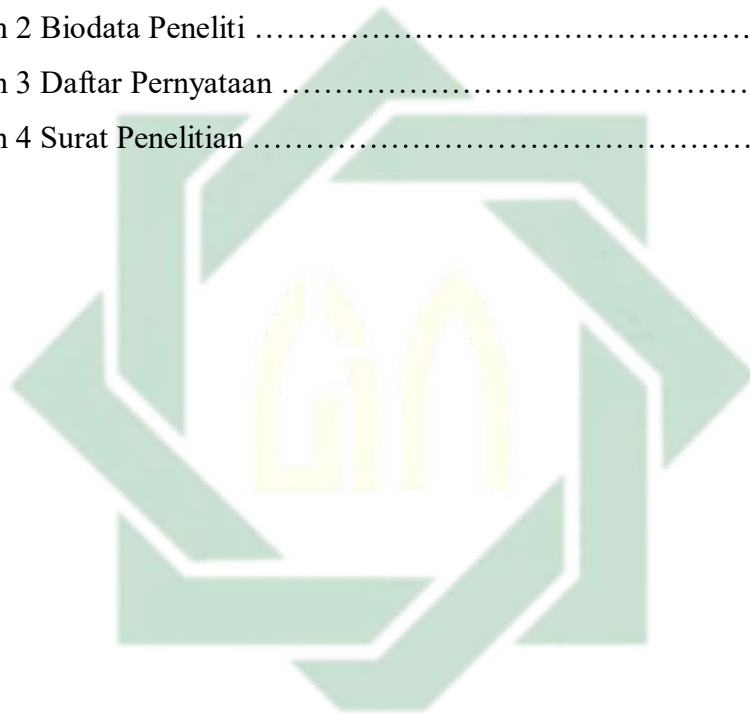 n 2 Biodata Peneliti ……………………………………….…..
n 3 Daftar Pernyataan ………………………………………
n 4 Surat Penelitian …………………………………………